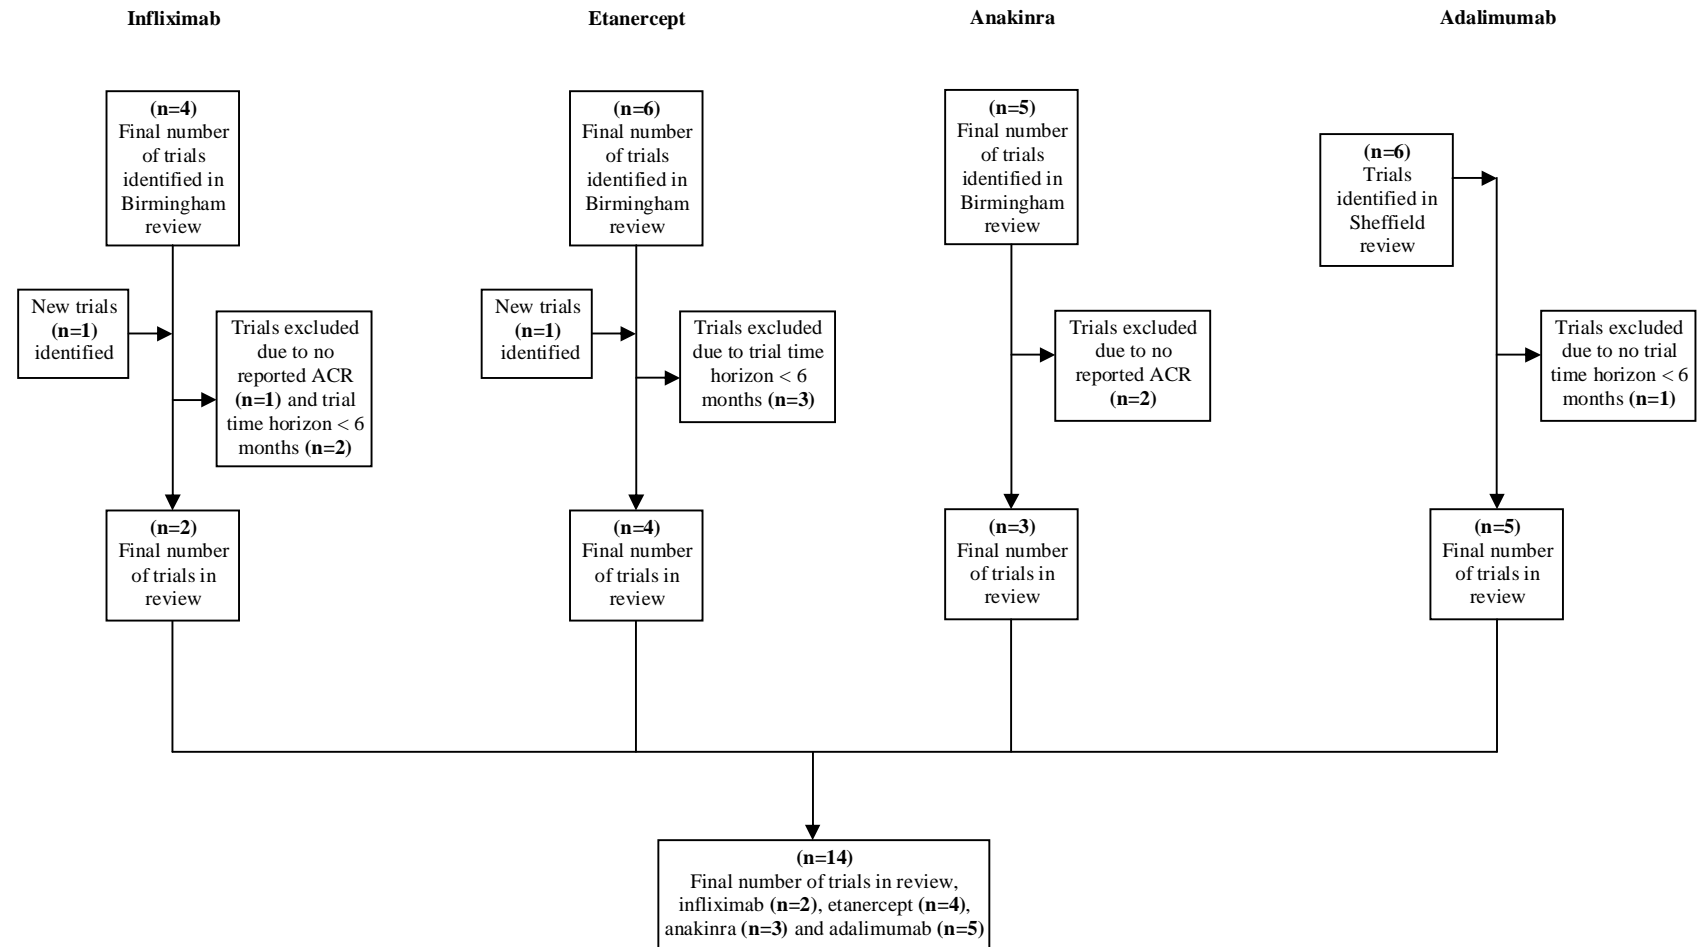 Infliximab
Etanercept
Anakinra
Adalimumab
(n=4)
Final number
of trials
identified in
Birmingham
review
(n=6)
Final number
of trials
identified in
Birmingham
review
(n=5)
Final number
of trials
identified in
Birmingham
review
(n=6)
Trials
identified in
Sheffield
review
New trials
(n=1)
identified
Trials excluded
due to no
reported ACR
(n=1) and trial
time horizon < 6
months (n=2)
New trials
(n=1)
identified
Trials excluded
due to trial time
horizon < 6
months (n=3)
Trials excluded
due to no
reported ACR
(n=2)
Trials excluded
due to no trial
time horizon < 6
months (n=1)
(n=2)
Final number
of trials in
review
(n=4)
Final number
of trials in
review
(n=3)
Final number
of trials in
review
(n=5)
Final number
of trials in
review
(n=14)
Final number of trials in review,
infliximab (n=2), etanercept (n=4),
anakinra (n=3) and adalimumab (n=5)